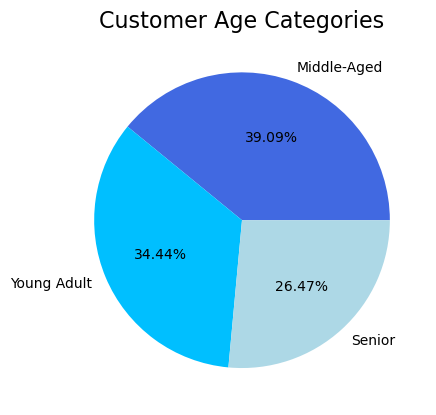 Customer Age Categories
Middle-Aged
39.09%
34.44%
Young Adult
26.47%
Senior